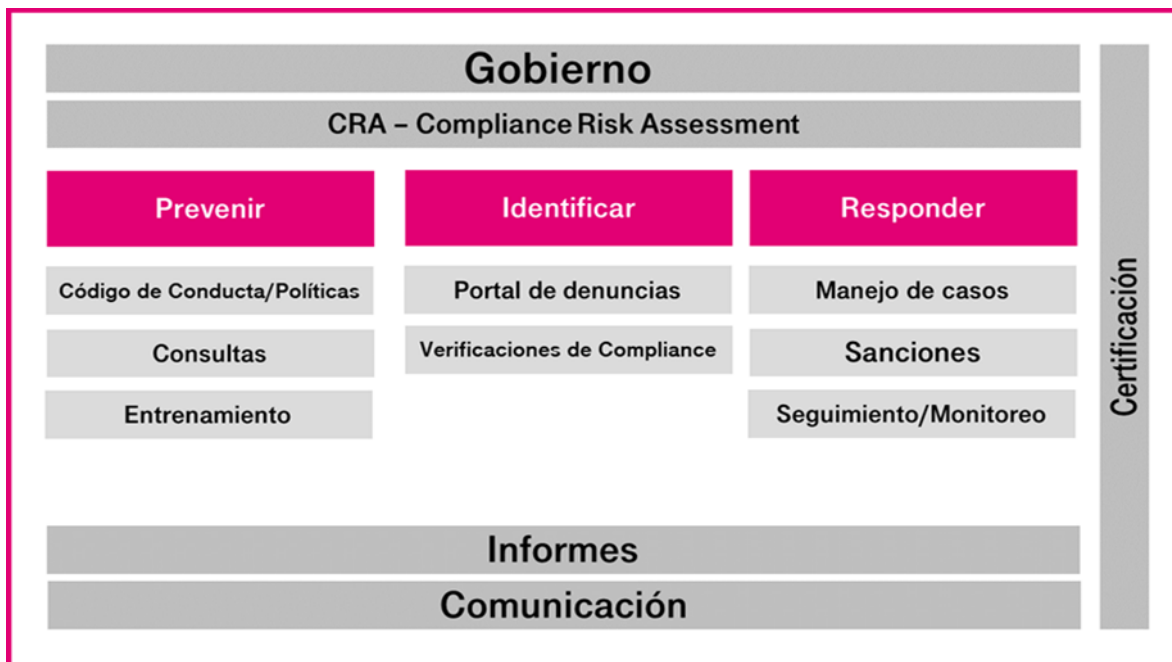 Gobierno
CRA – Compliance Risk Assessment
Prevenir
Identificar
Responder
Código de Conducta/Políticas
Portal de denuncias
Manejo de casos
Consultas
Verificaciones de Compliance
Sanciones
Entrenamiento
Seguimiento/Monitoreo
Informes
Comunicación
Certificación